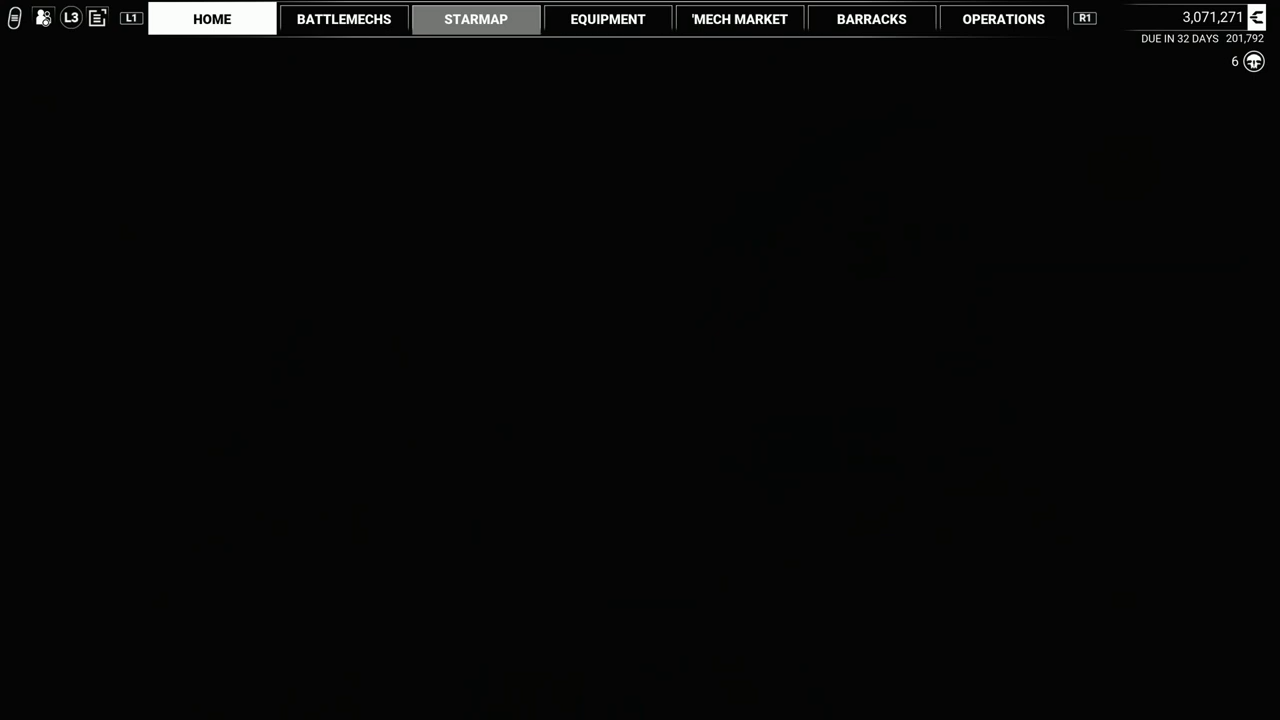 L3 L1 HOME BATTLEMECHS STARMAP EQUIPMENT 'MECH MARKET BARRACKS OPERATIONS R1 3,071,271
DUE IN 32 DAYS 201,792
6